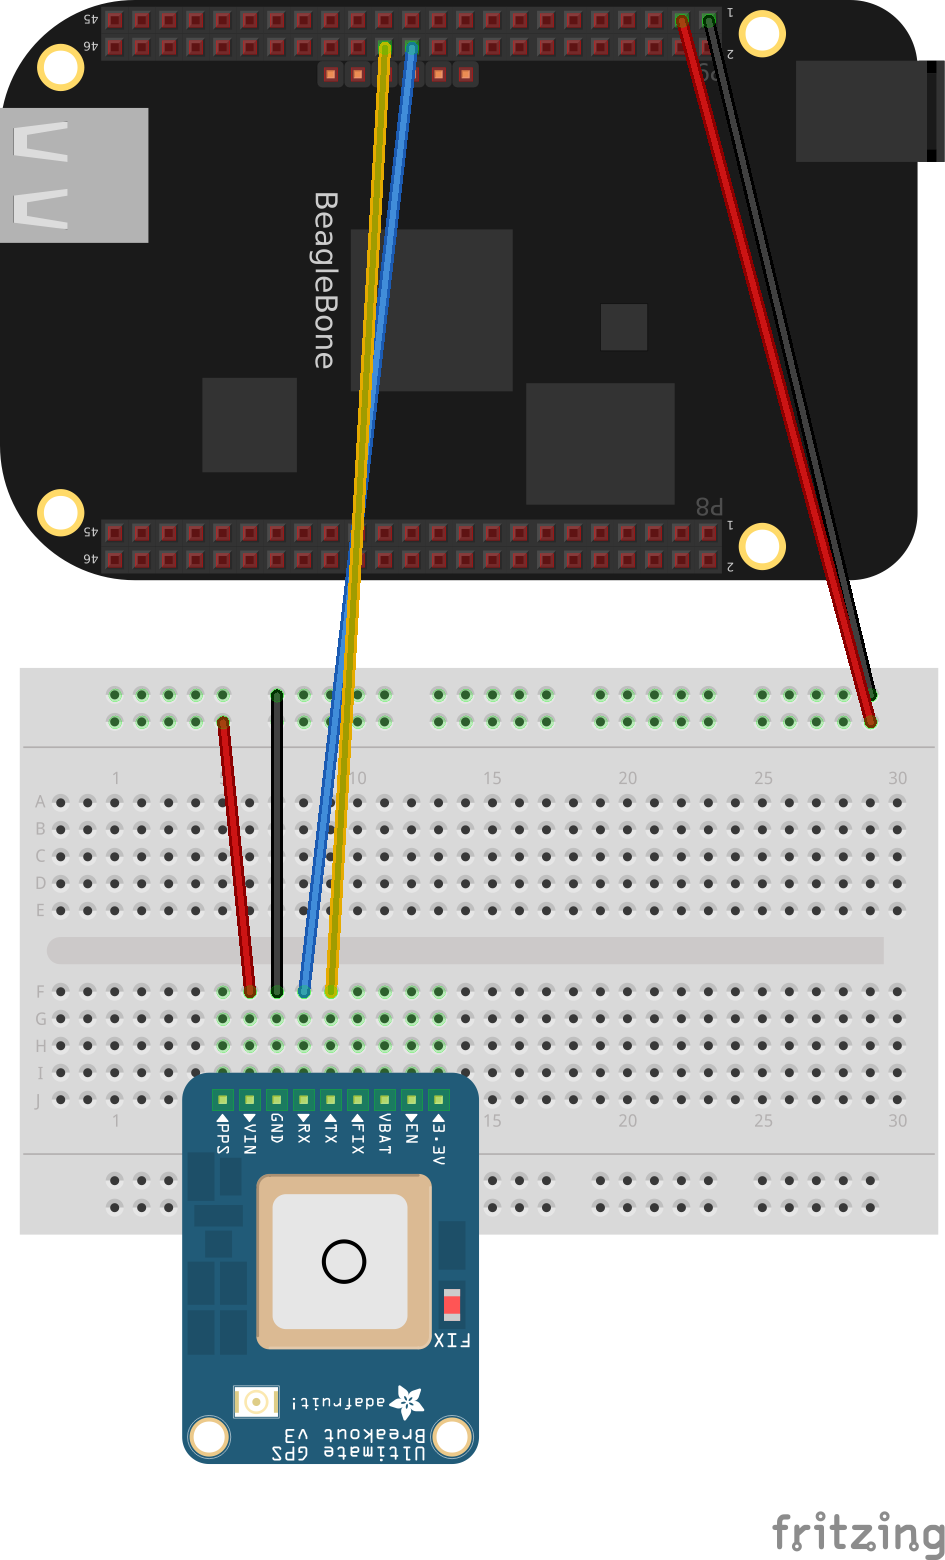 45
1
46
2
P9
BeagleBone
P8
45
1
46
2
1
10
15
20
25
30
A
B
C
D
E
F
G
H
I
J
1
15
20
25
30
PPS
VIN
GND
RX
TX
FIX
VBAT
EN
3.3V
FIX
adafruit!
Ultimate GPS
Breakout v3
fritzing